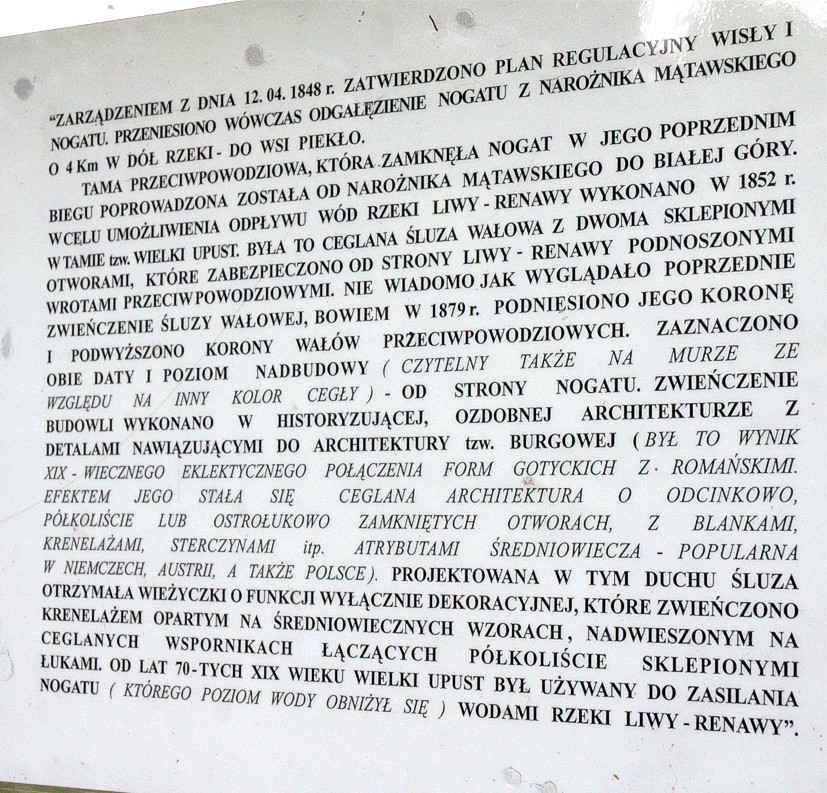 “ZARZĄDZENIEM Z DNIA 12. 04. 1848 r. ZATWIERDZONO PLAN REGULACYJNY WISŁY I
NOGATU. PRZENIESIONO WÓWCZAS ODGAŁĘZIENIE NOGATU Z NAROŻNIKA MĄTAWSKIEGO
O 4 Km W DÓŁ RZEKI - DO WSI PIEKŁO.
TAMA PRZECIWPOWODZIOWA, KTÓRA ZAMKNĘŁA NOGAT W JEGO POPRZEDNIM
BIEGU POPROWADZONA ZOSTAŁA OD NAROŻNIKA MĄTAWSKIEGO DO BIAŁEJ GÓRY.
W CELU UMOŻLIWIENIA ODPŁYWU WÓD RZEKI LIWY - RENAWY WYKONANO W 1852 r.
W TAMIE tzw. WIELKI UPUST. BYŁA TO CEGLANA ŚLUZA WAŁOWA Z DWOMA SKLEPIONYMI
OTWORAMI, KTÓRE ZABEZPIECZONO OD STRONY LIWY - RENAWY PODNOSZONYMI
WROTAMI PRZECIWPOWODZIOWYMI. NIE WIADOMO JAK WYGLĄDAŁO POPRZEDNIE
ZWIEŃCZENIE ŚLUZY WAŁOWEJ, BOWIEM W 1879 r. PODNIESIONO JEGO KORONĘ
I PODWYŻSZONO KORONY WAŁÓW PRZECIWPOWODZIOWYCH. ZAZNACZONO
OBIE DATY I POZIOM NADBUDOWY ( CZYTELNY TAKŻE NA MURZE ZE
WZGLĘDU NA INNY KOLOR CEGŁY ) - OD STRONY NOGATU. ZWIEŃCZENIE
BUDOWLI WYKONANO W HISTORYZUJĄCEJ, OZDOBNEJ ARCHITEKTURZE Z
DETALAMI NAWIĄZUJĄCYMI DO ARCHITEKTURY tzw. BURGOWEJ ( BYŁ TO WYNIK
XIX - WIECZNEGO EKLEKTYCZNEGO POŁĄCZENIA FORM GOTYCKICH Z ROMAŃSKIMI.
EFEKTEM JEGO STAŁA SIĘ CEGLANA ARCHITEKTURA O ODCINKOWO,
PÓŁKOLIŚCIE LUB OSTROŁUKOWO ZAMKNIĘTYCH OTWORACH, Z BLANKAMI,
KRENELAŻAMI, STERCZYNAMI itp. ATRYBUTAMI ŚREDNIOWIECZA - POPULARNA
W NIEMCZECH, AUSTRII, A TAKŻE POLSCE ). PROJEKTOWANA W TYM DUCHU ŚLUZA
OTRZYMAŁA WIEŻYCZKI O FUNKCJI WYŁĄCZNIE DEKORACYJNEJ, KTÓRE ZWIEŃCZONO
KRENELAŻEM OPARTYM NA ŚREDNIOWIECZNYCH WZORACH, NADWIESZONYM NA
CEGLANYCH WSPORNIKACH ŁĄCZĄCYCH PÓŁKOLIŚCIE SKLEPIONYMI
ŁUKAMI. OD LAT 70-TYCH XIX WIEKU WIELKI UPUST BYŁ UŻYWANY DO ZASILANIA
NOGATU ( KTÓREGO POZIOM WODY OBNIŻYŁ SIĘ ) WODAMI RZEKI LIWY - RENAWY”.